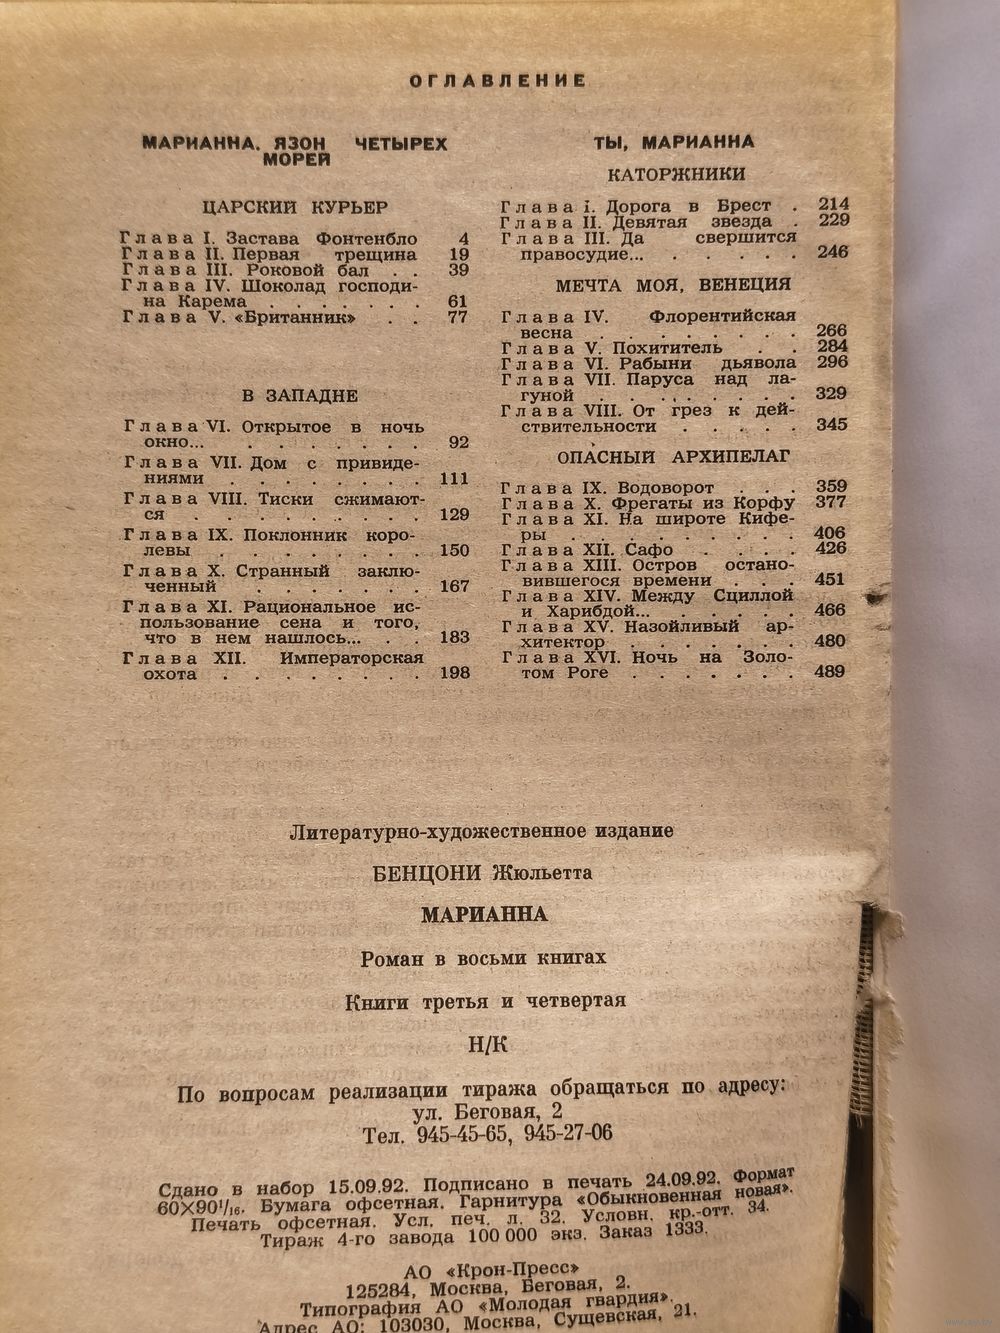 ОГЛАВЛЕНИЕ
МАРИАННА. ЯЗОН ЧЕТЫРЕХ
МОРЕЙ
ЦАРСКИЙ КУРЬЕР
Глава I. Застава Фонтенбло 4
Глава II. Первая трещина 19
Глава III. Роковой бал . . 39
Глава IV. Шоколад господи-
на Карема . . . . . . . 61
Глава V. «Британник» . . 77
В ЗАПАДНЕ
Глава VI. Открытое в ночь
окно... . . . . . . . 92
Глава VII. Дом с привиде-
ниями . . . . . . . . 111
Глава VIII. Тиски сжимают-
ся . . . . . . . . . 129
Глава IX. Поклонник коро-
левы . . . . . . . . 150
Глава X. Странный заклю-
ченный . . . . . . . 167
Глава XI. Рациональное ис-
пользование сена и того,
что в нем нашлось... . . 183
Глава XII. Императорская
охота . . . . . . . . 198
ТЫ, МАРИАННА
КАТОРЖНИКИ
Глава I. Дорога в Брест . 214
Глава II. Девятая звезда . 229
Глава III. Да свершится
правосудие... . . . . . 246
МЕЧТА МОЯ, ВЕНЕЦИЯ
Глава IV. Флорентийская
весна . . . . . . . . 266
Глава V. Похититель . . 284
Глава VI. Рабыни дьявола 296
Глава VII. Паруса над ла-
гуной . . . . . . . . 329
Глава VIII. От грез к дей-
ствительности . . . . . 345
ОПАСНЫЙ АРХИПЕЛАГ
Глава IX. Водоворот . . . 359
Глава X. Фрегаты из Корфу 377
Глава XI. На широте Кифе-
ры . . . . . . . . . 406
Глава XII. Сафо . . . . 426
Глава XIII. Остров остано-
вившегося времени . . . 451
Глава XIV. Между Сциллой
и Харибдой... . . . . . 466
Глава XV. Назойливый ар-
хитектор . . . . . . . 480
Глава XVI. Ночь на Золо-
том Роге . . . . . . . 489
Литературно-художественное издание
БЕНЦОНИ Жюльетта
МАРИАННА
Роман в восьми книгах
Книги третья и четвертая
Н/К
По вопросам реализации тиража обращаться по адресу:
ул. Беговая, 2
Тел. 945-45-65, 945-27-06
Сдано в набор 15.09.92. Подписано в печать 24.09.92. Формат
60×90¹/₁₆. Бумага офсетная. Гарнитура «Обыкновенная новая».
Печать офсетная. Усл. печ. л. 32. Условн. кр.-отт. 34.
Тираж 4-го завода 100 000 экз. Заказ 1333.
АО «Крон-Пресс»
125284, Москва, Беговая, 2.
Типография АО «Молодая гвардия».
Адрес АО: 103030, Москва, Сущевская, 21.